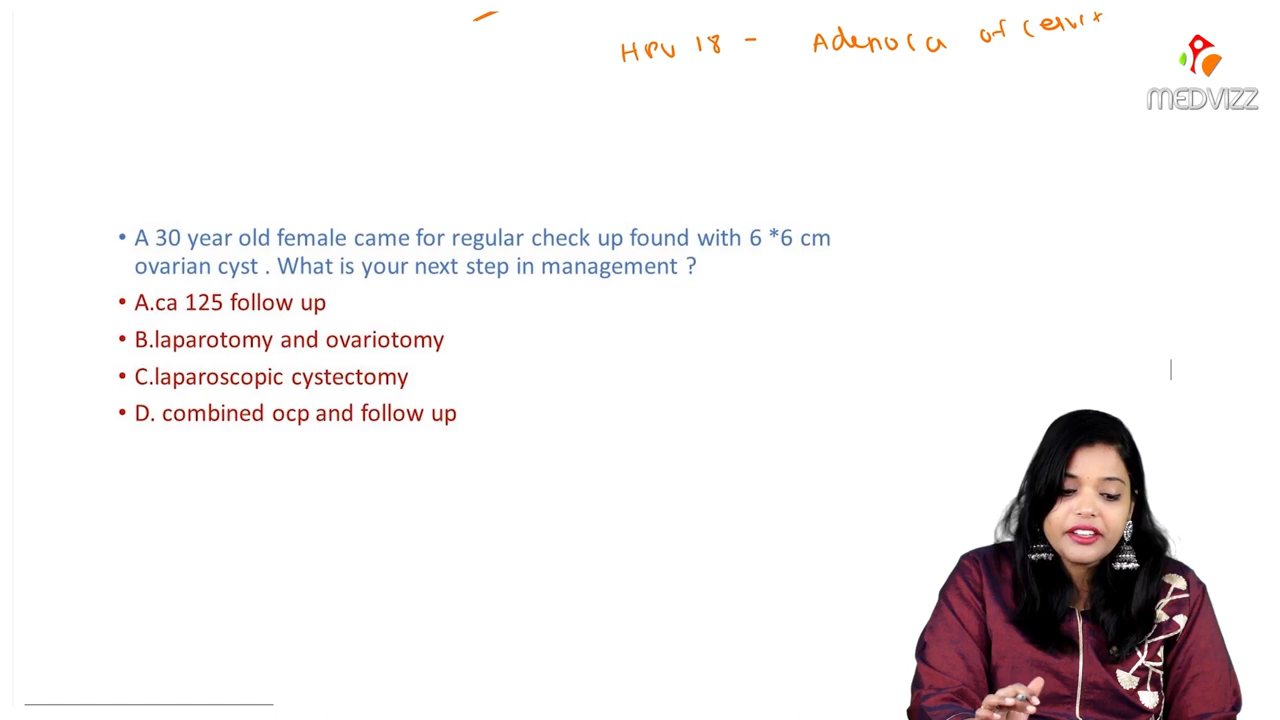 HPV 18 - Adenoca of cervix
MEDVIZZ
• A 30 year old female came for regular check up found with 6 *6 cm
ovarian cyst . What is your next step in management ?
• A.ca 125 follow up
• B.laparotomy and ovariotomy
• C.laparoscopic cystectomy
• D. combined ocp and follow up